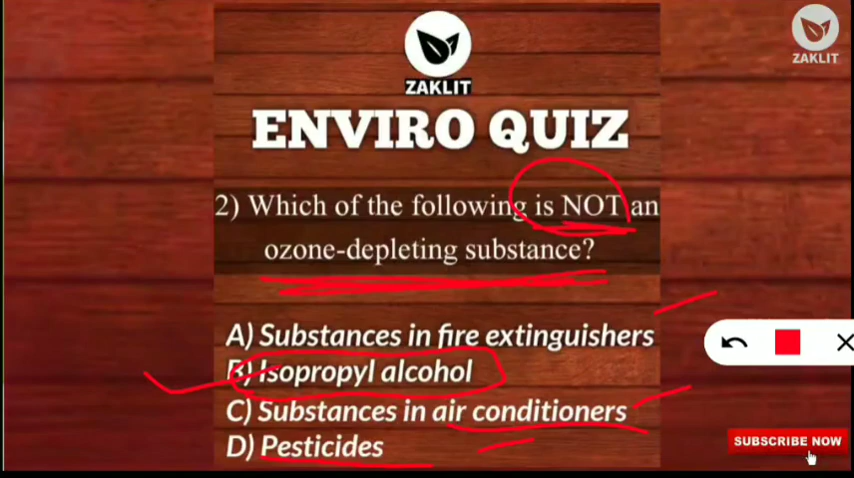 ZAKLIT
ZAKLIT
ENVIRO QUIZ
2) Which of the following is NOT an
ozone-depleting substance?
A) Substances in fire extinguishers
B) Isopropyl alcohol
C) Substances in air conditioners
D) Pesticides
SUBSCRIBE NOW